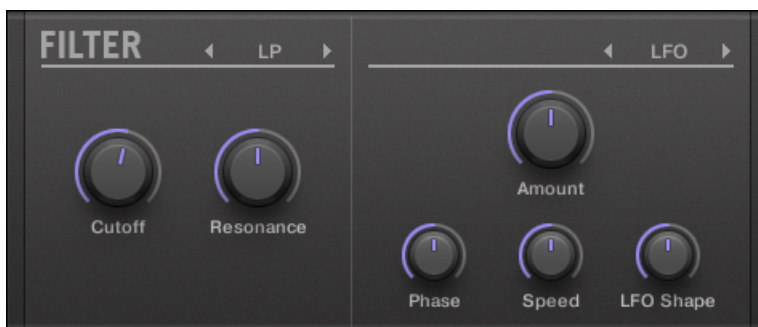 FILTER LP
LFO
Cutoff Resonance
Amount
Phase Speed LFO Shape